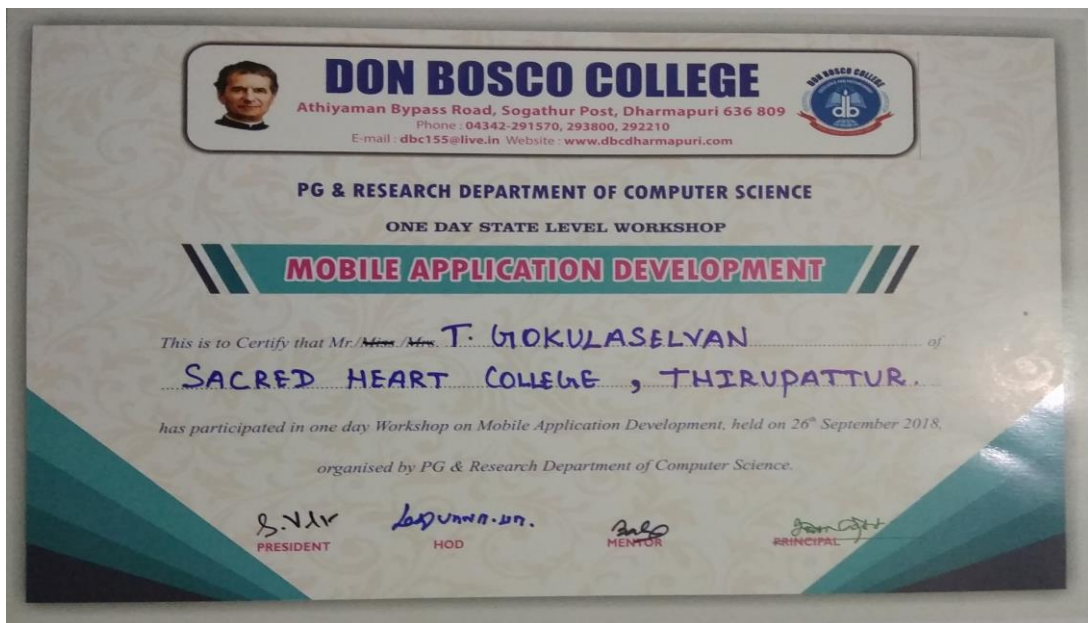 DON BOSCO COLLEGE
Athiyaman Bypass Road, Sogathur Post, Dharmapuri 636 809
Phone : 04342-291570, 293800, 292210
E-mail : dbc155@live.in Website : www.dbcdharmapuri.com
DON BOSCO COLLEGE
db
PG & RESEARCH DEPARTMENT OF COMPUTER SCIENCE
ONE DAY STATE LEVEL WORKSHOP
MOBILE APPLICATION DEVELOPMENT
This is to Certify that Mr./Miss./Mrs. T. GOKULASELVAN of
SACRED HEART COLLEGE , THIRUPATTUR.
has participated in one day Workshop on Mobile Application Development, held on 26th September 2018,
organised by PG & Research Department of Computer Science.
PRESIDENT HOD MENTOR PRINCIPAL